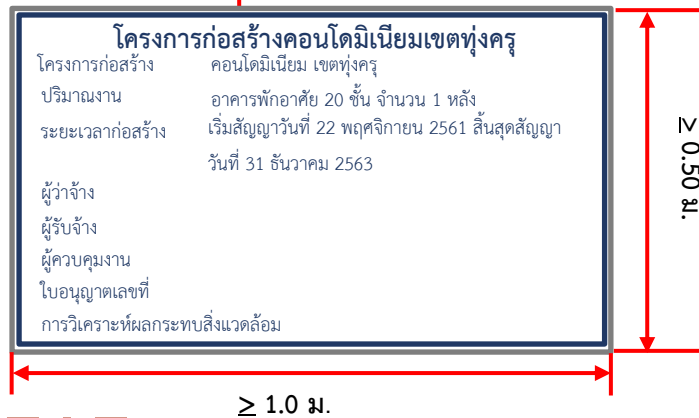 โครงการก่อสร้างคอนโดมิเนียมเขตทุ่งครุ
โครงการก่อสร้าง คอนโดมิเนียม เขตทุ่งครุ
ปริมาณงาน อาคารพักอาศัย 20 ชั้น จำนวน 1 หลัง
ระยะเวลาก่อสร้าง เริ่มสัญญาวันที่ 22 พฤศจิกายน 2561 สิ้นสุดสัญญา
วันที่ 31 ธันวาคม 2563
ผู้ว่าจ้าง
ผู้รับจ้าง
ผู้ควบคุมงาน
ใบอนุญาตเลขที่
การวิเคราะห์ผลกระทบสิ่งแวดล้อม
≥ 0.50 ม.
≥ 1.0 ม.